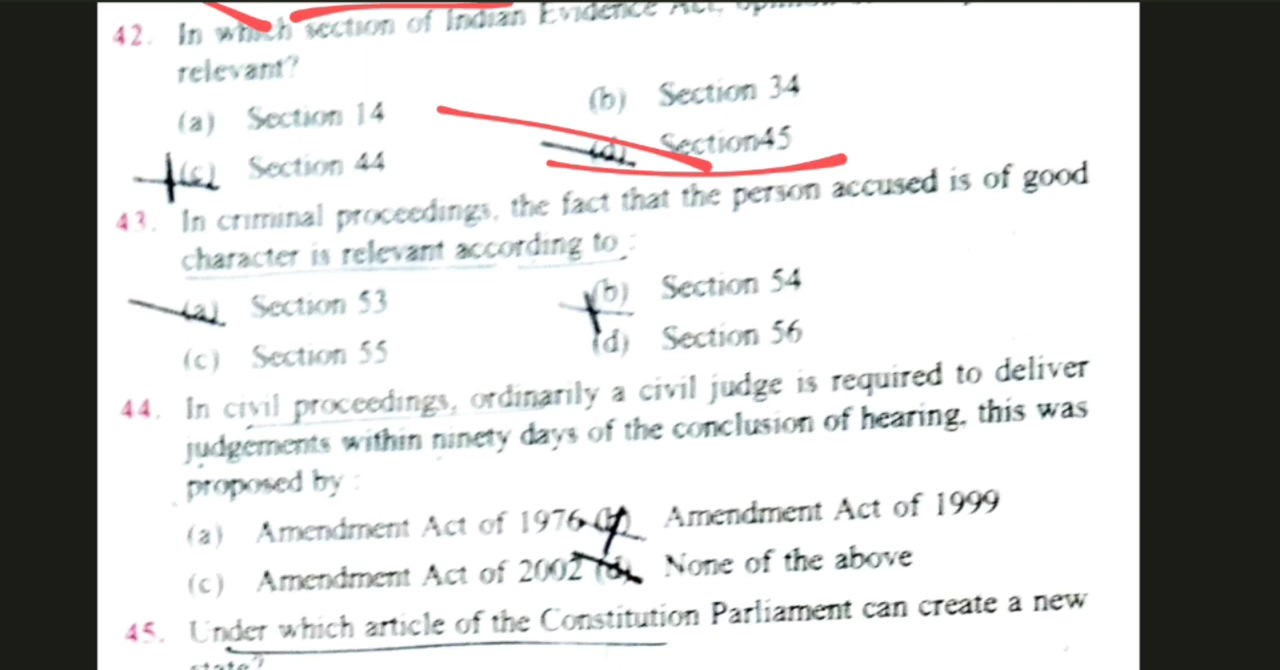 42. In which section of Indian Evidence Act,
relevant?
(a) Section 14 (b) Section 34
(c) Section 44 (d) Section45
43. In criminal proceedings, the fact that the person accused is of good
character is relevant according to :
(a) Section 53 (b) Section 54
(c) Section 55 (d) Section 56
44. In civil proceedings, ordinarily a civil judge is required to deliver
judgements within ninety days of the conclusion of hearing, this was
proposed by :
(a) Amendment Act of 1976 (b) Amendment Act of 1999
(c) Amendment Act of 2002 (d) None of the above
45. Under which article of the Constitution Parliament can create a new
state?